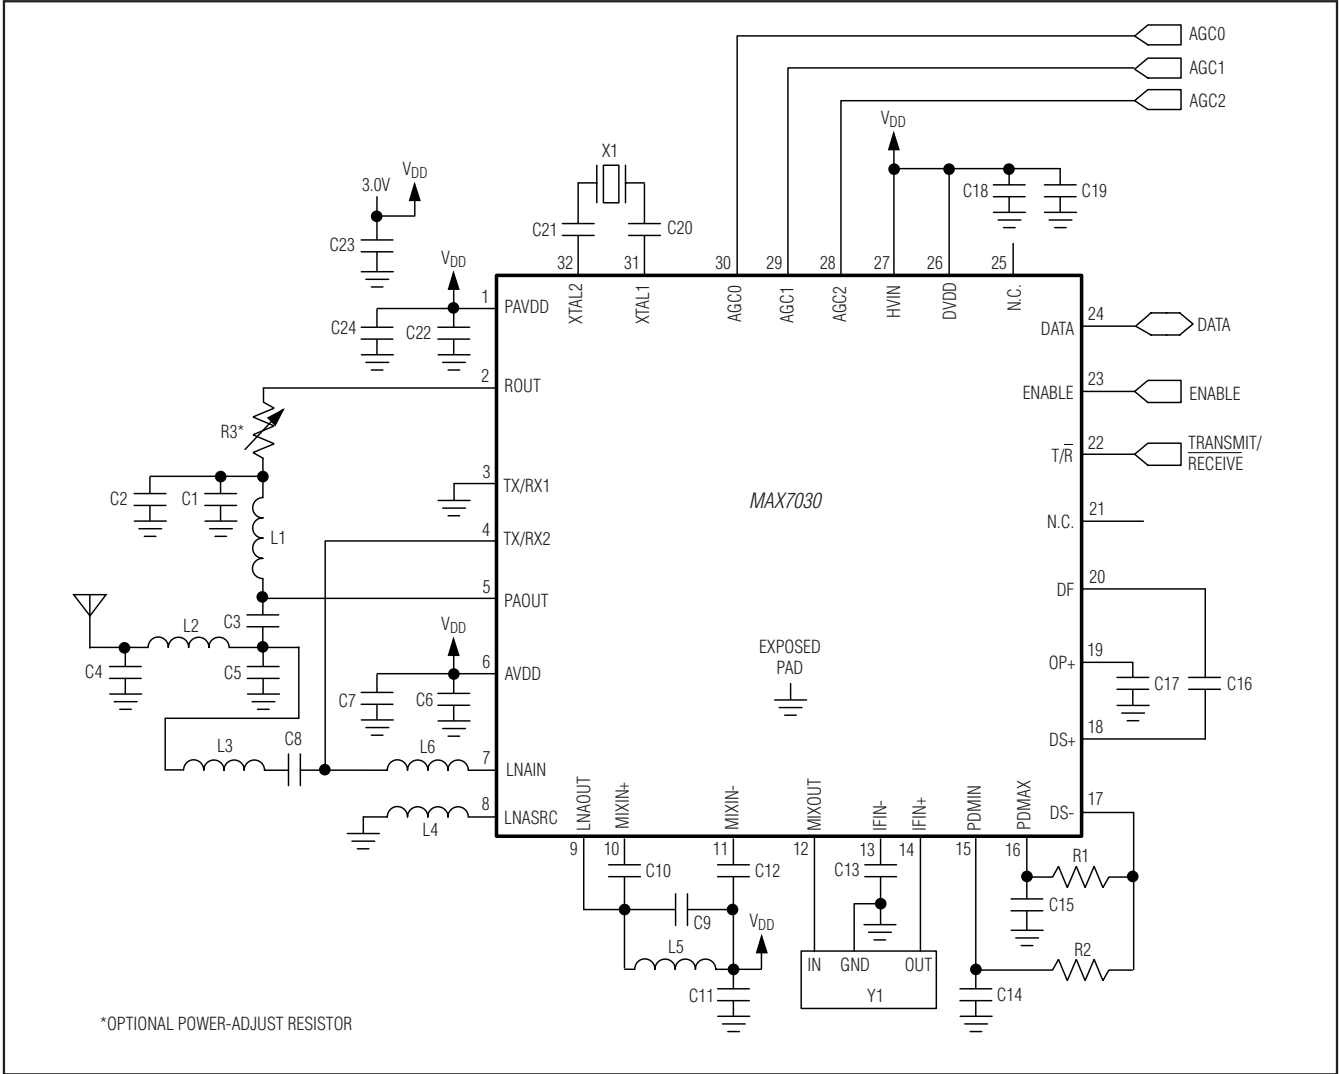 AGC0
AGC1
AGC2
VDD
X1
3.0V
VDD
C18
C19
C21
C20
C23
VDD
32
31
30
29
28
27
26
25
1
PAVDD
XTAL2
XTAL1
AGC0
AGC1
AGC2
HVIN
DVDD
N.C.
24
DATA
DATA
C24
C22
2
ROUT
23
ENABLE
ENABLE
R3*
22
T/R
TRANSMIT/
RECEIVE
3
TX/RX1
C2
C1
MAX7030
4
TX/RX2
L1
21
N.C.
5
PAOUT
20
DF
C3
L2
VDD
EXPOSED
PAD
C4
C5
6
AVDD
19
OP+
C17
C16
C7
C6
18
DS+
L3
C8
L6
7
LNAIN
8
LNASRC
L4
LNAOUT
MIXIN+
MIXIN-
MIXOUT
IFIN-
IFIN+
PDMIN
PDMAX
17
DS-
9
10
11
12
13
14
15
16
C10
C12
C13
R1
C15
C9
VDD
L5
R2
IN
GND
OUT
Y1
C11
C14
*OPTIONAL POWER-ADJUST RESISTOR